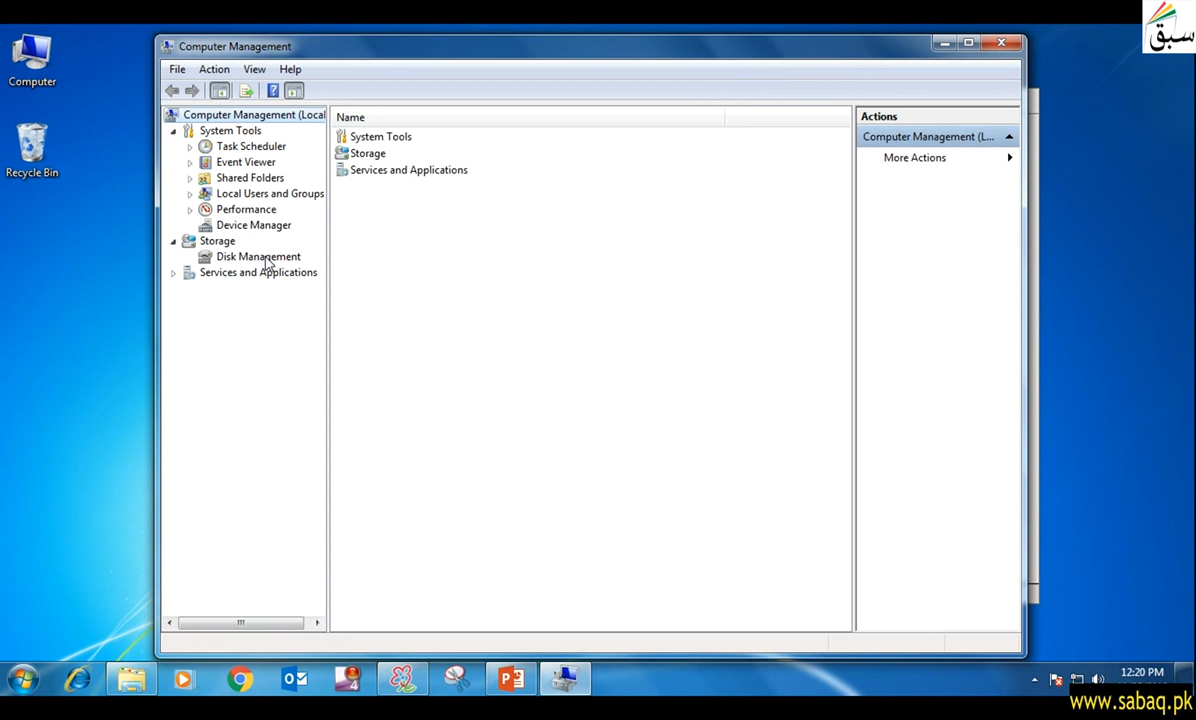 سبق
Computer
Recycle Bin
Computer Management
File Action View Help
Computer Management (Local
System Tools
Task Scheduler
Event Viewer
Shared Folders
Local Users and Groups
Performance
Device Manager
Storage
Disk Management
Services and Applications
Name
System Tools
Storage
Services and Applications
Actions
Computer Management (L...
More Actions
12:20 PM
www.sabaq.pk